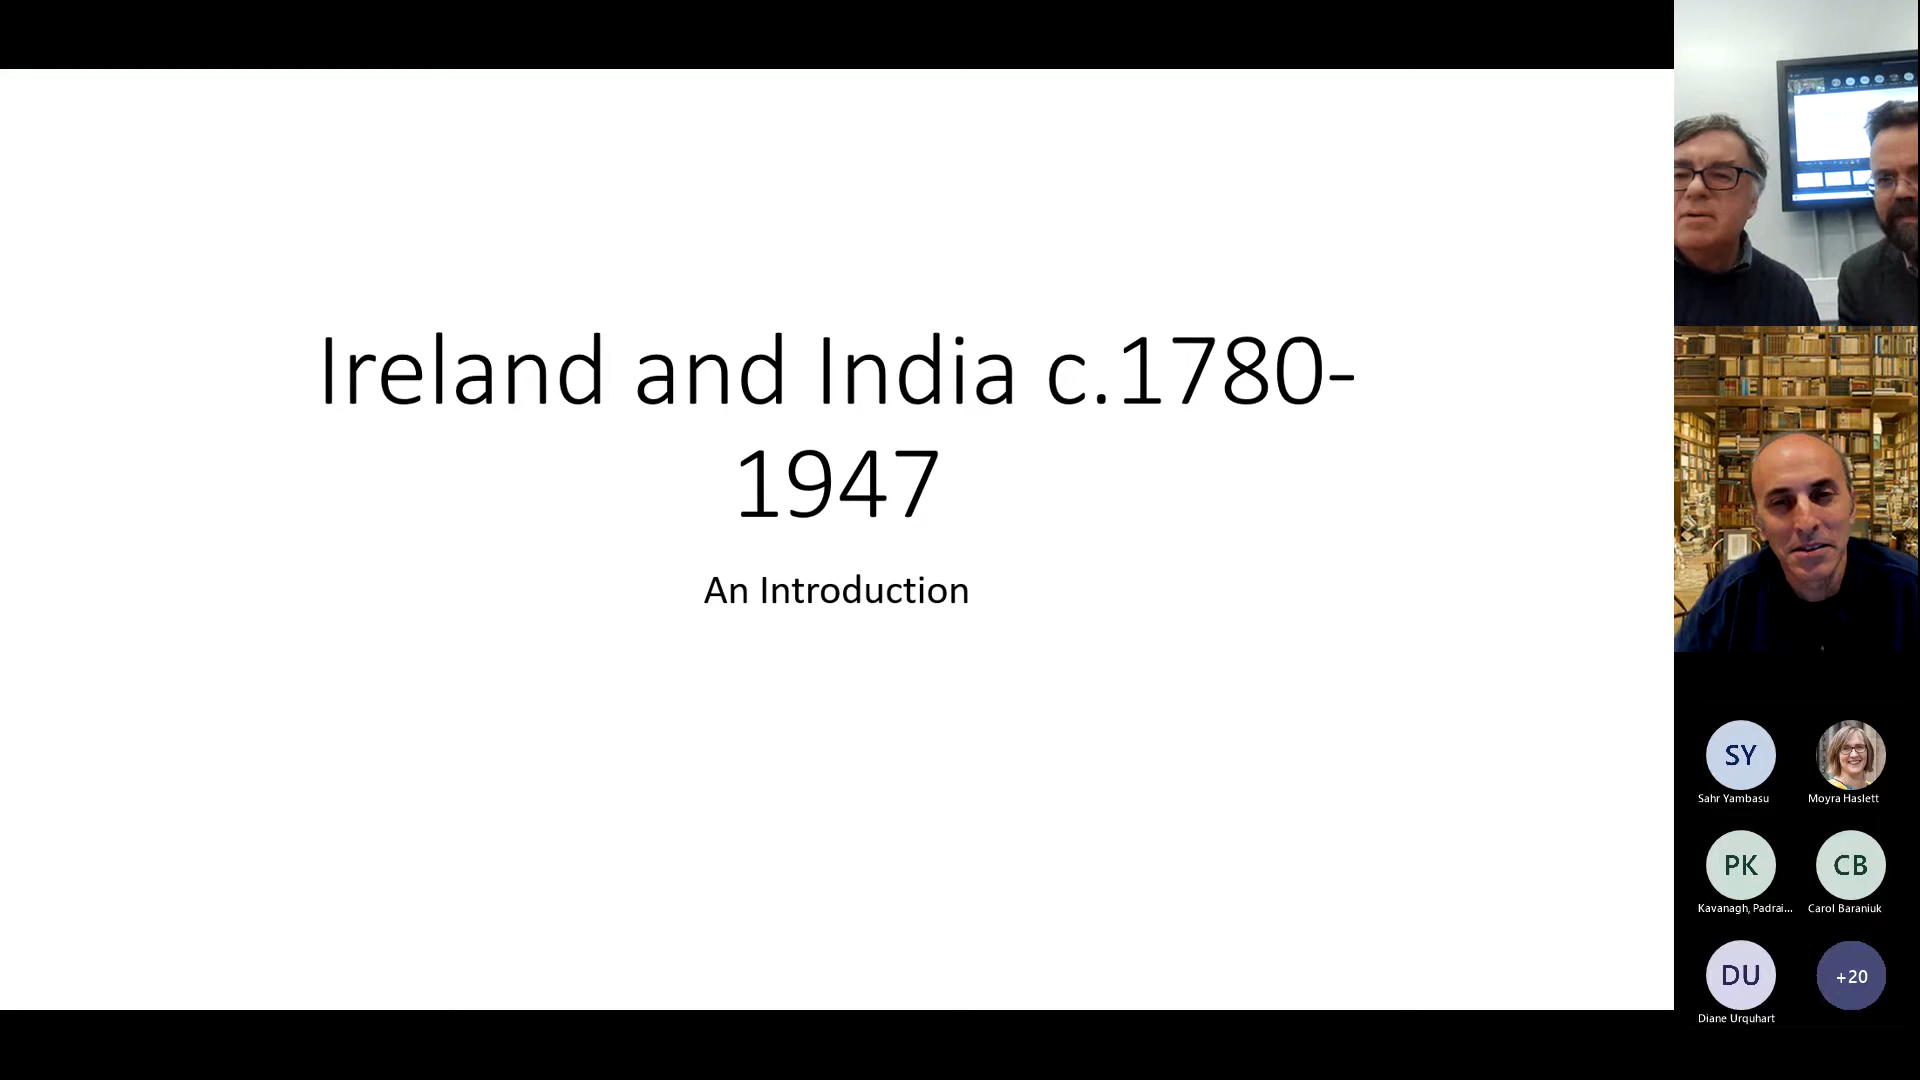 Ireland and India c.1780-
1947
An Introduction
SY
Sahr Yambasu
Moyra Haslett
PK
Kavanagh, Padrai...
CB
Carol Baraniuk
DU
Diane Urquhart
+20